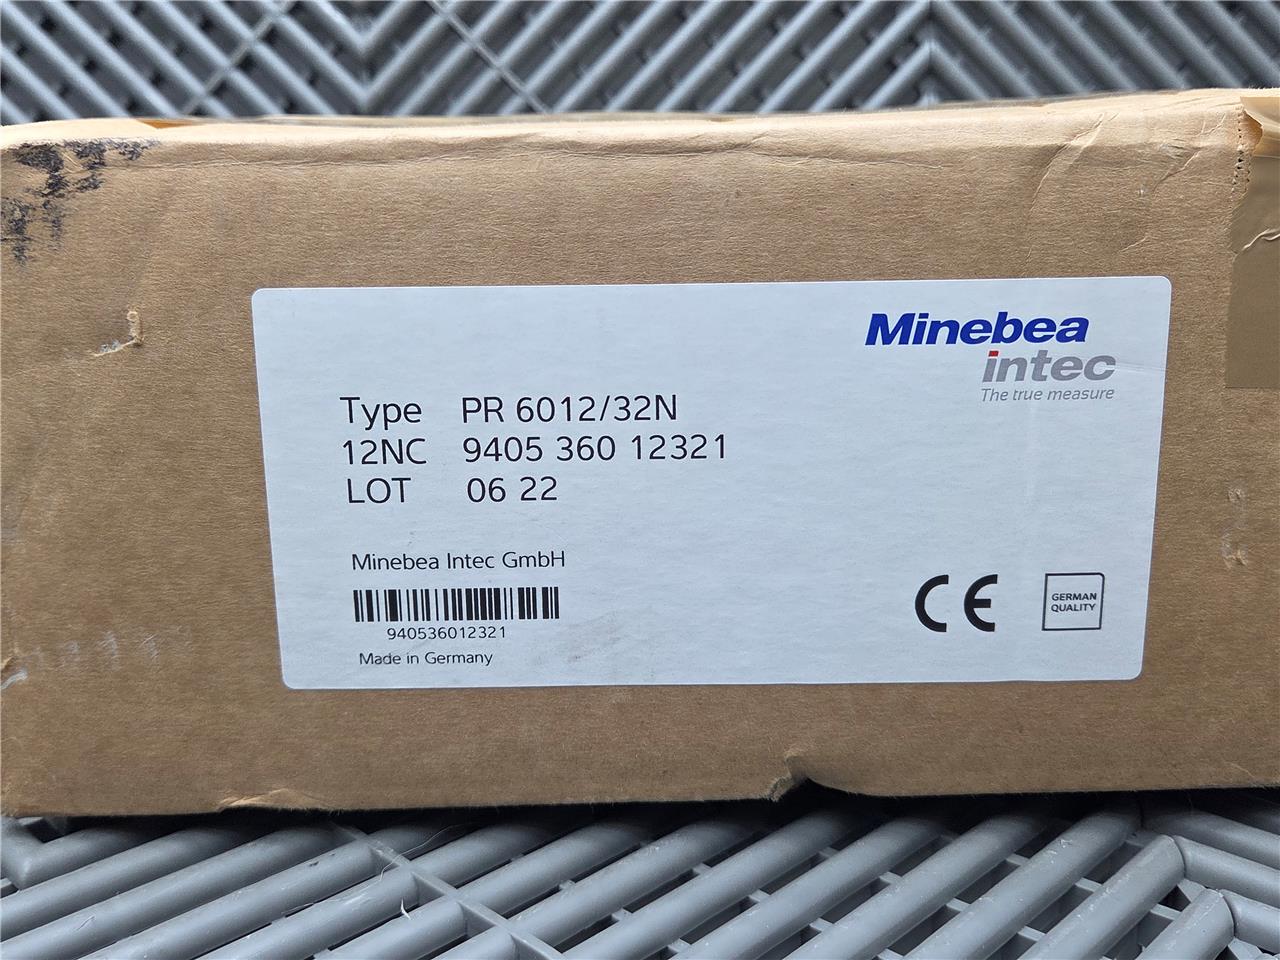 Minebea
intec
The true measure
Type PR 6012/32N
12NC 9405 360 12321
LOT 06 22
Minebea Intec GmbH
940536012321
Made in Germany
CE
GERMAN
QUALITY